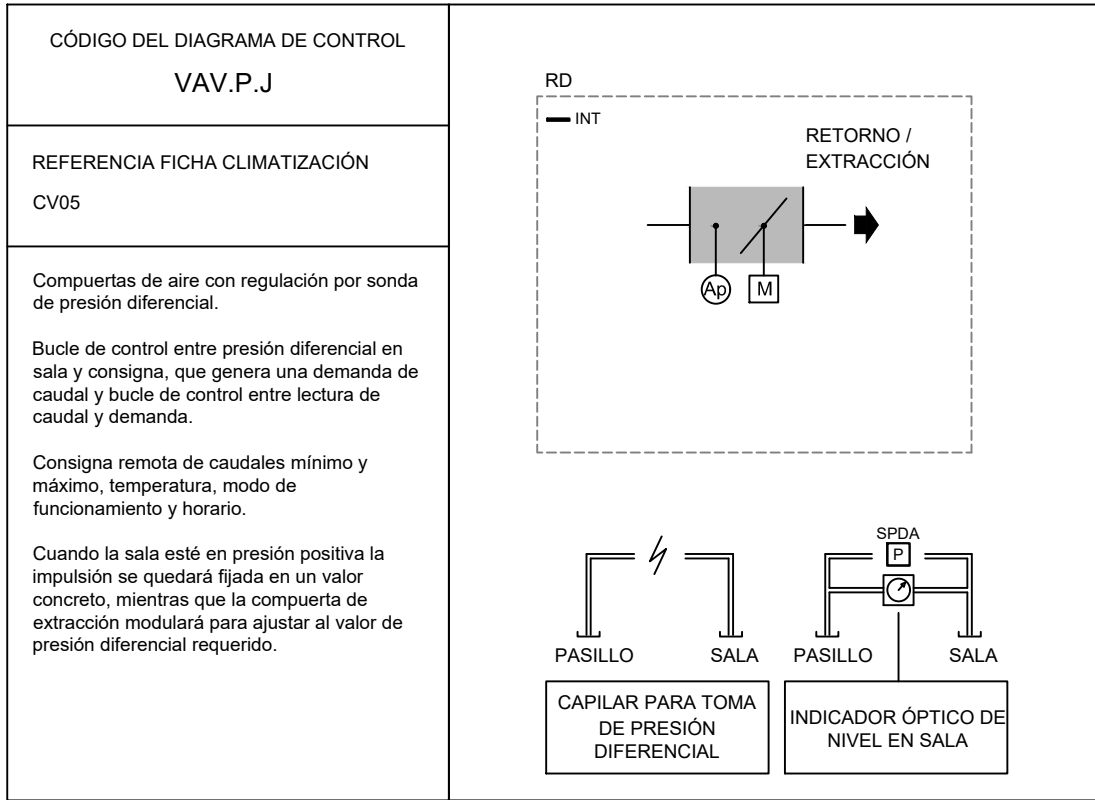 CÓDIGO DEL DIAGRAMA DE CONTROL
VAV.P.J
REFERENCIA FICHA CLIMATIZACIÓN
CV05
Compuertas de aire con regulación por sonda
de presión diferencial.
Bucle de control entre presión diferencial en
sala y consigna, que genera una demanda de
caudal y bucle de control entre lectura de
caudal y demanda.
Consigna remota de caudales mínimo y
máximo, temperatura, modo de
funcionamiento y horario.
Cuando la sala esté en presión positiva la
impulsión se quedará fijada en un valor
concreto, mientras que la compuerta de
extracción modulará para ajustar al valor de
presión diferencial requerido.
RD
INT
RETORNO /
EXTRACCIÓN
Ap
M
SPDA
P
PASILLO
SALA
PASILLO
SALA
CAPILAR PARA TOMA
DE PRESIÓN
DIFERENCIAL
INDICADOR ÓPTICO DE
NIVEL EN SALA